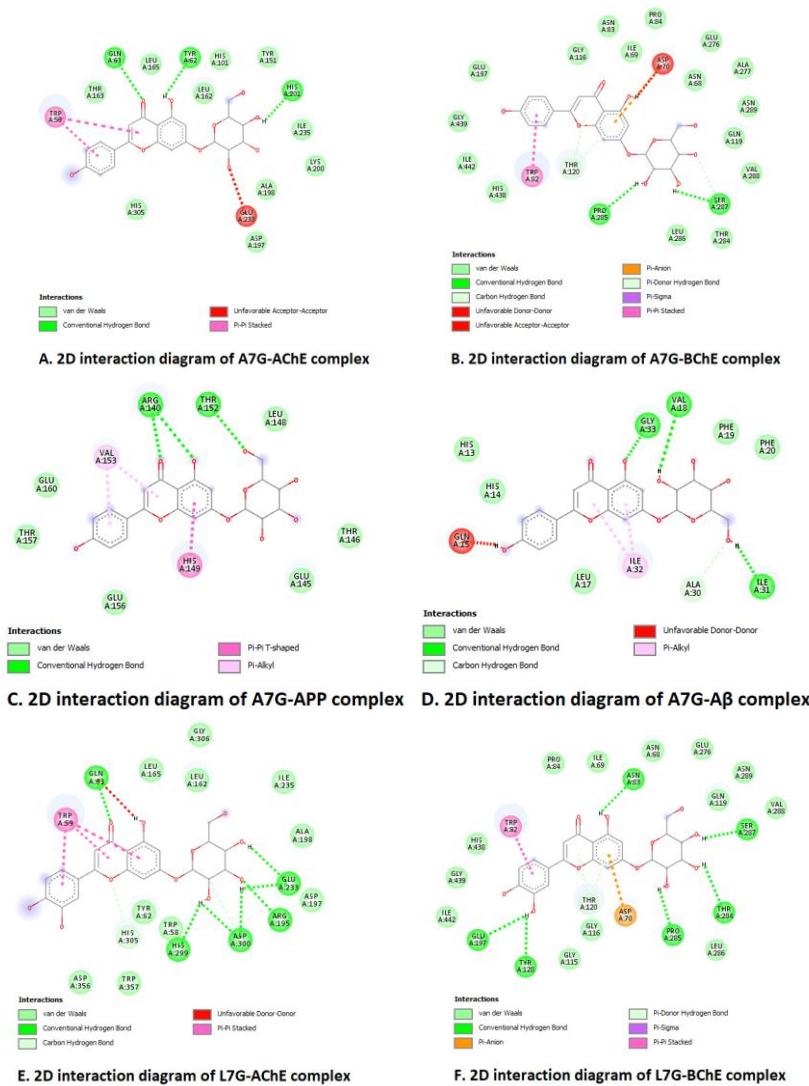 GLN
A:63
LEU
A:165
TYR
A:62
HIS
A:101
TYR
A:151
THR
A:163
LEU
A:162
HIS
A:201
TRP
A:59
ILE
A:235
LYS
A:200
ALA
A:198
HIS
A:305
GLU
A:233
ASP
A:197
Interactions
van der Waals
Conventional Hydrogen Bond
Unfavorable Acceptor-Acceptor
Pi-Pi Stacked
A. 2D interaction diagram of A7G-AChE complex
PRO
A:84
ASN
A:83
GLU
A:276
GLY
A:116
ILE
A:69
ASP
A:70
GLU
A:197
ASN
A:68
ALA
A:277
GLY
A:439
ASN
A:289
GLN
A:119
ILE
A:442
TRP
A:82
THR
A:120
VAL
A:288
HIS
A:438
PRO
A:285
SER
A:287
LEU
A:286
THR
A:284
Interactions
van der Waals
Conventional Hydrogen Bond
Carbon Hydrogen Bond
Unfavorable Donor-Donor
Unfavorable Acceptor-Acceptor
Pi-Anion
Pi-Donor Hydrogen Bond
Pi-Sigma
Pi-Pi Stacked
B. 2D interaction diagram of A7G-BChE complex
ARG
A:140
THR
A:152
LEU
A:148
VAL
A:153
GLU
A:160
THR
A:157
THR
A:146
HIS
A:149
GLU
A:145
GLU
A:156
Interactions
van der Waals
Conventional Hydrogen Bond
Pi-Pi T-shaped
Pi-Alkyl
C. 2D interaction diagram of A7G-APP complex
VAL
A:18
GLY
A:33
PHE
A:19
PHE
A:20
HIS
A:13
HIS
A:14
GLN
A:15
LEU
A:17
ILE
A:32
ALA
A:30
ILE
A:31
Interactions
van der Waals
Conventional Hydrogen Bond
Carbon Hydrogen Bond
Unfavorable Donor-Donor
Pi-Alkyl
D. 2D interaction diagram of A7G-Aβ complex
GLY
A:306
GLN
LEU
A:165
LEU
A:162
ILE
A:235
TRP
A:59
ALA
A:198
GLU
A:233
ASP
A:197
TYR
A:62
TRP
A:58
ARG
A:195
HIS
A:305
HIS
A:299
ASP
A:300
ASP
A:356
TRP
A:357
Interactions
van der Waals
Conventional Hydrogen Bond
Carbon Hydrogen Bond
Unfavorable Donor-Donor
Pi-Pi Stacked
E. 2D interaction diagram of L7G-AChE complex
PRO
A:84
ILE
A:69
ASN
A:68
GLU
A:276
ASN
A:83
ASN
A:289
GLN
A:119
VAL
A:288
TRP
A:82
SER
A:287
HIS
A:438
GLY
A:439
THR
A:120
ASP
A:70
ILE
A:442
GLU
A:197
GLY
A:116
PRO
A:285
THR
A:284
TYR
A:128
GLY
A:115
LEU
A:286
Interactions
van der Waals
Conventional Hydrogen Bond
Pi-Anion
Pi-Donor Hydrogen Bond
Pi-Sigma
Pi-Pi Stacked
F. 2D interaction diagram of L7G-BChE complex